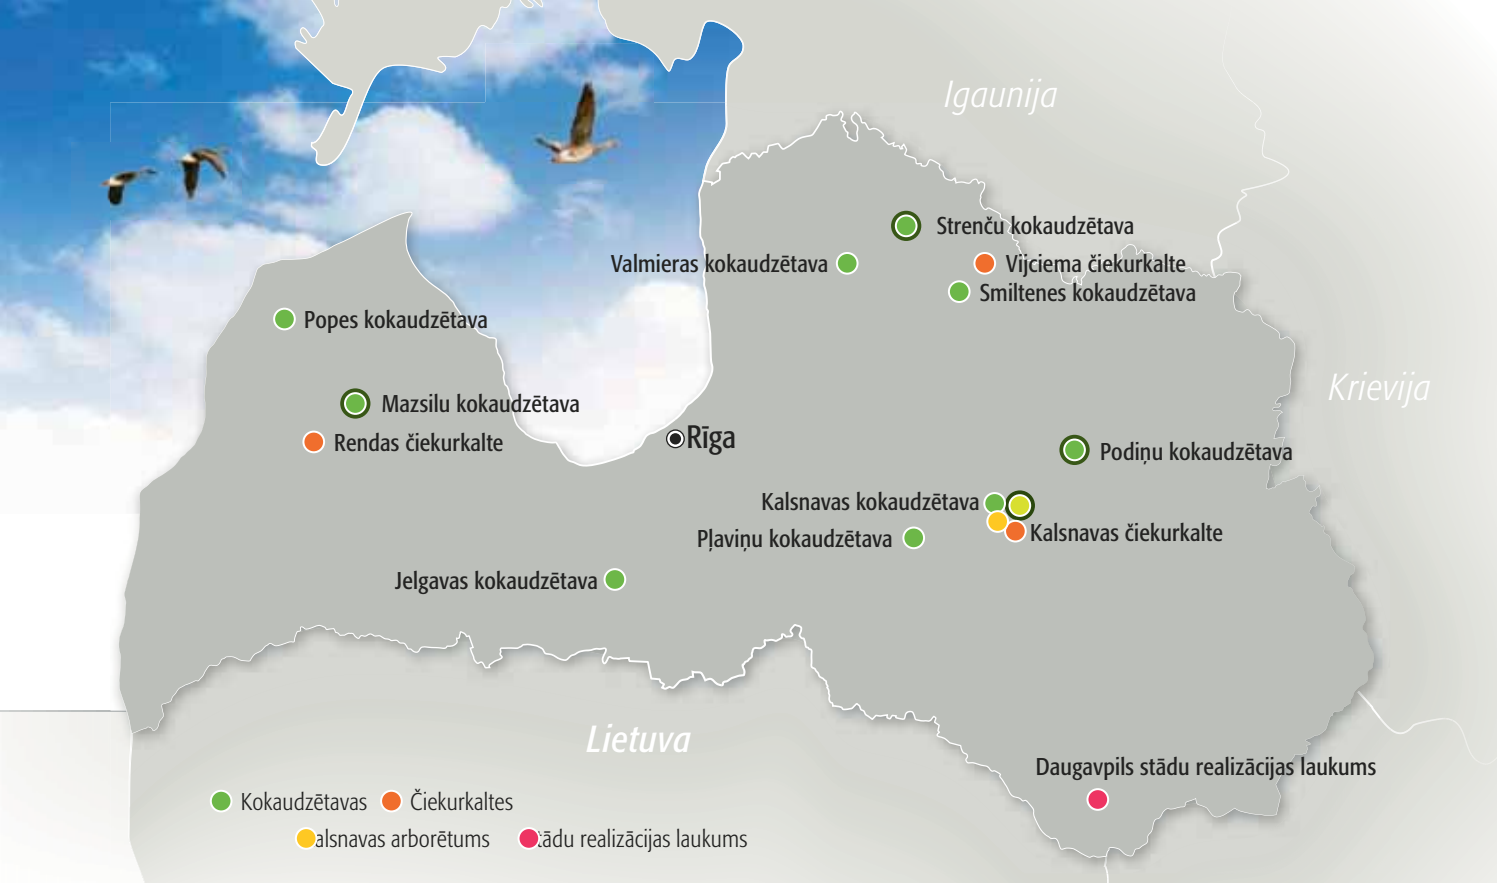 Igaunija
Strenču kokaudzētava
Valmieras kokaudzētava
Vijciema čiekurkalte
Smiltenes kokaudzētava
Popes kokaudzētava
Krievija
Mazsilu kokaudzētava
Rīga
Rendas čiekurkalte
Podiņu kokaudzētava
Kalsnavas kokaudzētava
Kalsnavas čiekurkalte
Pļaviņu kokaudzētava
Jelgavas kokaudzētava
Lietuva
Daugavpils stādu realizācijas laukums
Kokaudzētavas Čiekurkaltes
alsnavas arborētums tādu realizācijas laukums